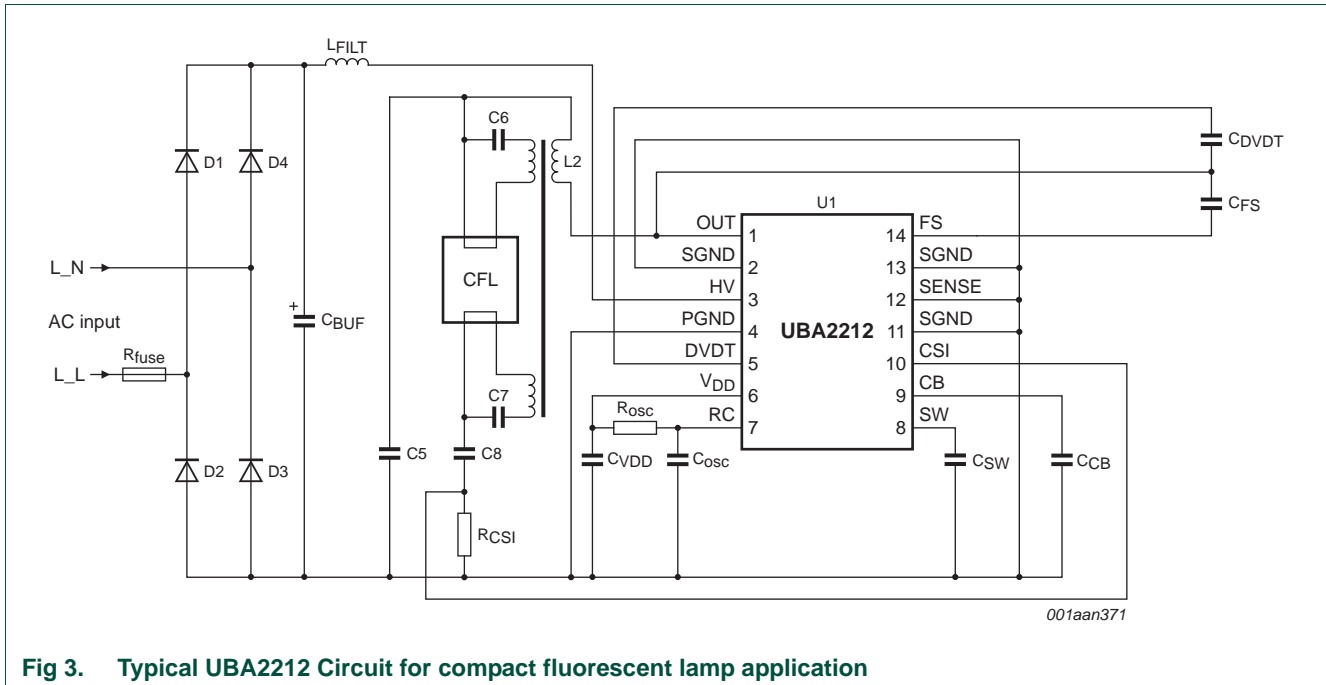 LFILT
C6
CDVDT
D1
D4
L2
CFS
U1
OUT
1
14
FS
SGND
2
13
SGND
L_N
CFL
HV
3
12
SENSE
+
CBUF
PGND
4
UBA2212
11
SGND
AC input
DVDT
5
10
CSI
Rfuse
L_L
VDD
6
9
CB
C7
Rosc
RC
7
8
SW
D2
D3
C5
C8
CVDD
Cosc
CSW
CCB
RCSI
001aan371
Fig 3. Typical UBA2212 Circuit for compact fluorescent lamp application